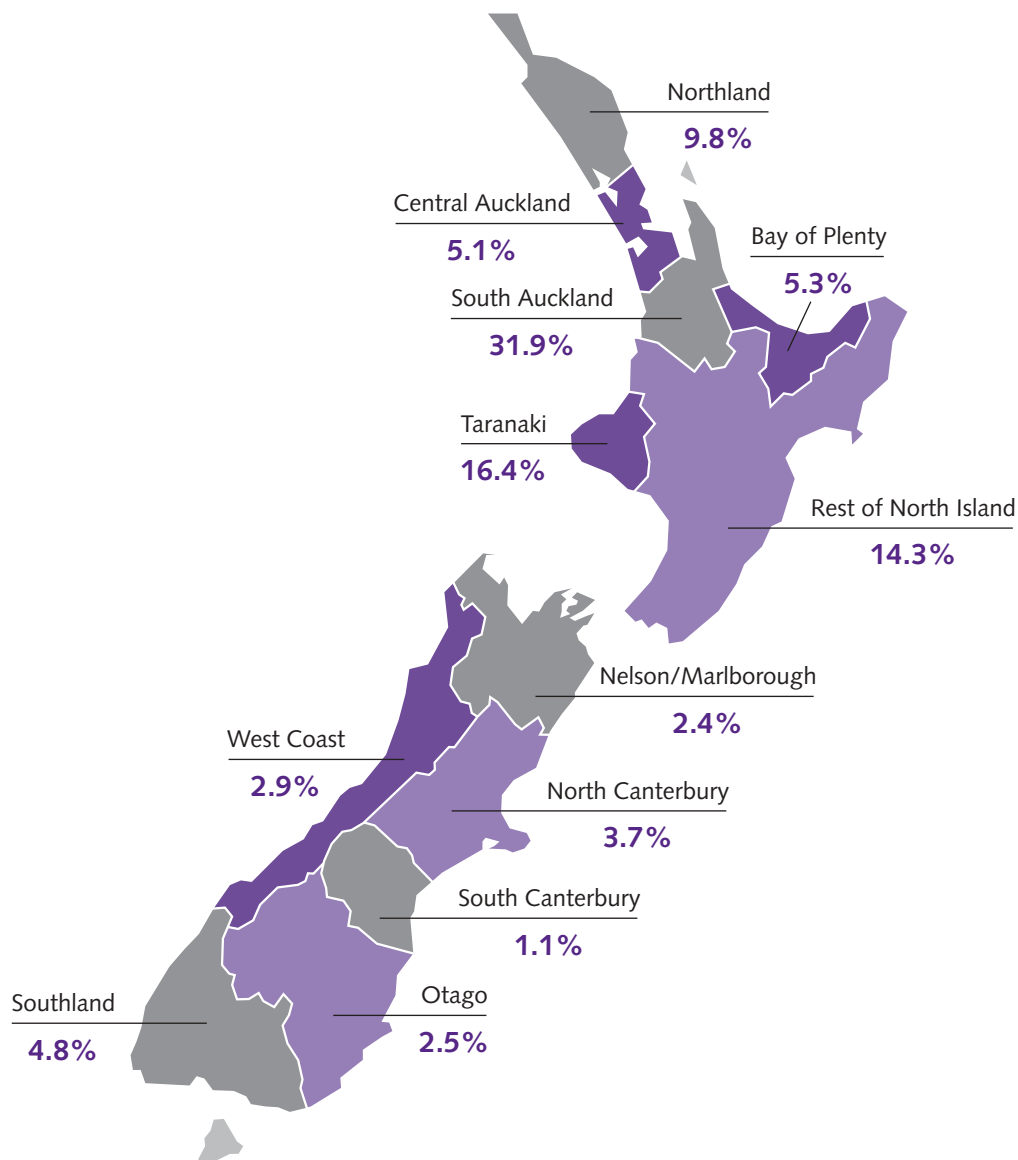 Northland
9.8%
Central Auckland
5.1%
Bay of Plenty
5.3%
South Auckland
31.9%
Taranaki
16.4%
Rest of North Island
14.3%
Nelson/Marlborough
2.4%
West Coast
2.9%
North Canterbury
3.7%
South Canterbury
1.1%
Otago
2.5%
Southland
4.8%